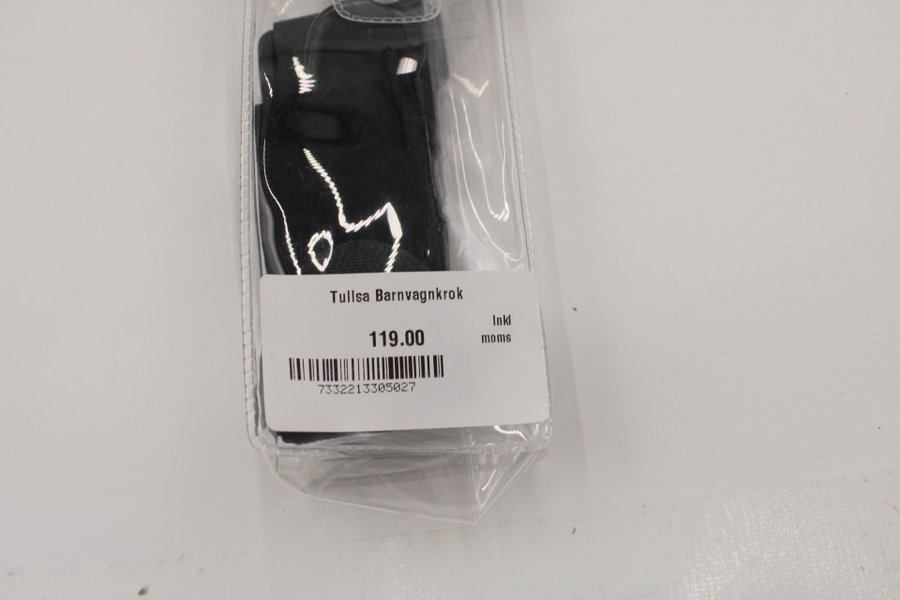 Tullsa Barnvagnkrok
Inkl
119.00 moms
7332213305027